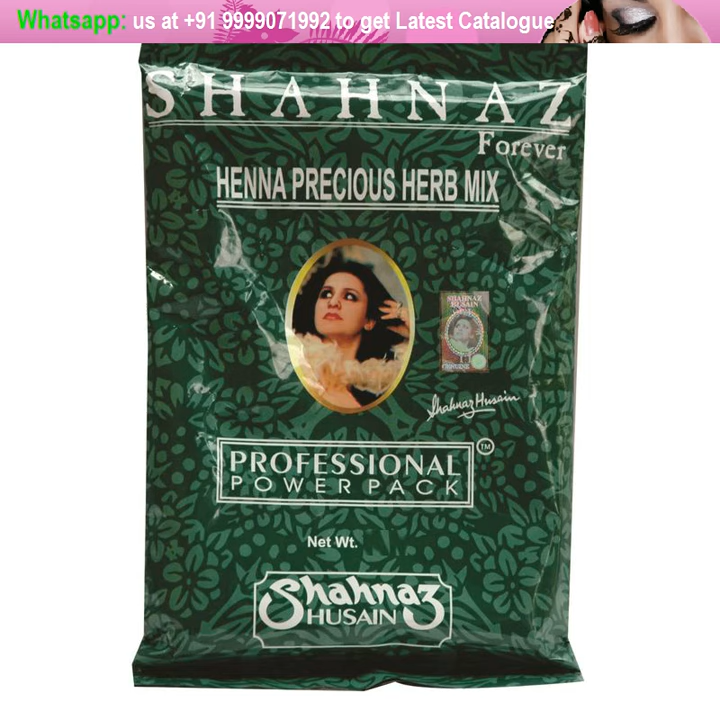 Whatsapp: us at +91 9999071992 to get Latest Catalogue
SHAHNAZ
Forever
HENNA PRECIOUS HERB MIX
SHAHNAZ
HUSAIN
Shahnaz Husain
PROFESSIONAL
TM
POWER PACK
Net Wt.
Shahnaz
HUSAIN